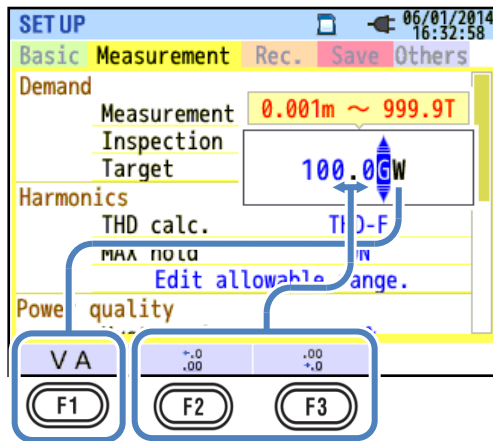 SET UP 06/01/2014
16:32:58
Basic Measurement Rec. Save Others
Demand
Measurement 0.001m ~ 999.9T
Inspection
Target 100.0GW
Harmonics
THD calc. THD-F
MAX hold ON
Edit allowable range.
Power quality
V A ←.0 .00 .00 →.0
F1 F2 F3